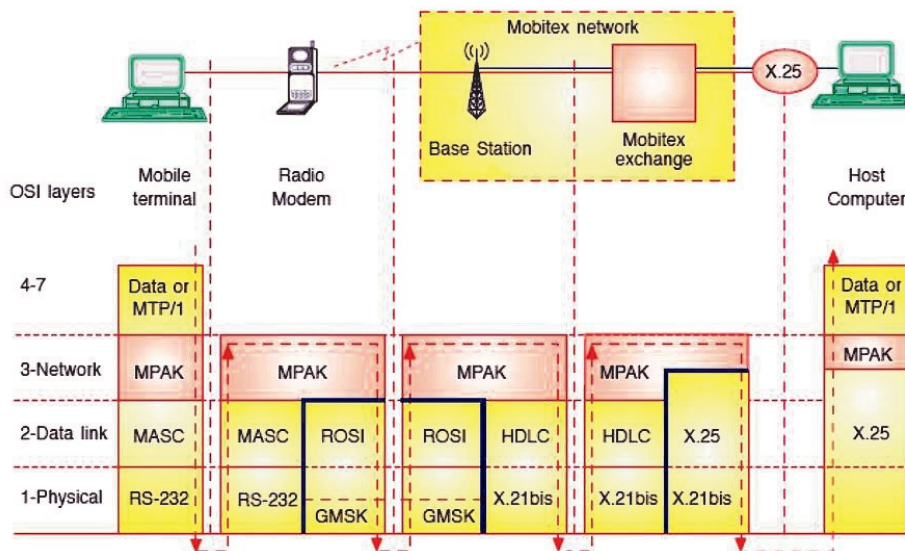 Mobitex network
X.25
Base Station
Mobitex
exchange
OSI layers
Mobile
terminal
Radio
Modem
Host
Computer
4-7
Data or
MTP/1
Data or
MTP/1
3-Network
MPAK
MPAK
MPAK
MPAK
MPAK
2-Data link
MASC
MASC
ROSI
ROSI
HDLC
HDLC
X.25
X.25
1-Physical
RS-232
RS-232
GMSK
GMSK
X.21bis
X.21bis
X.21bis